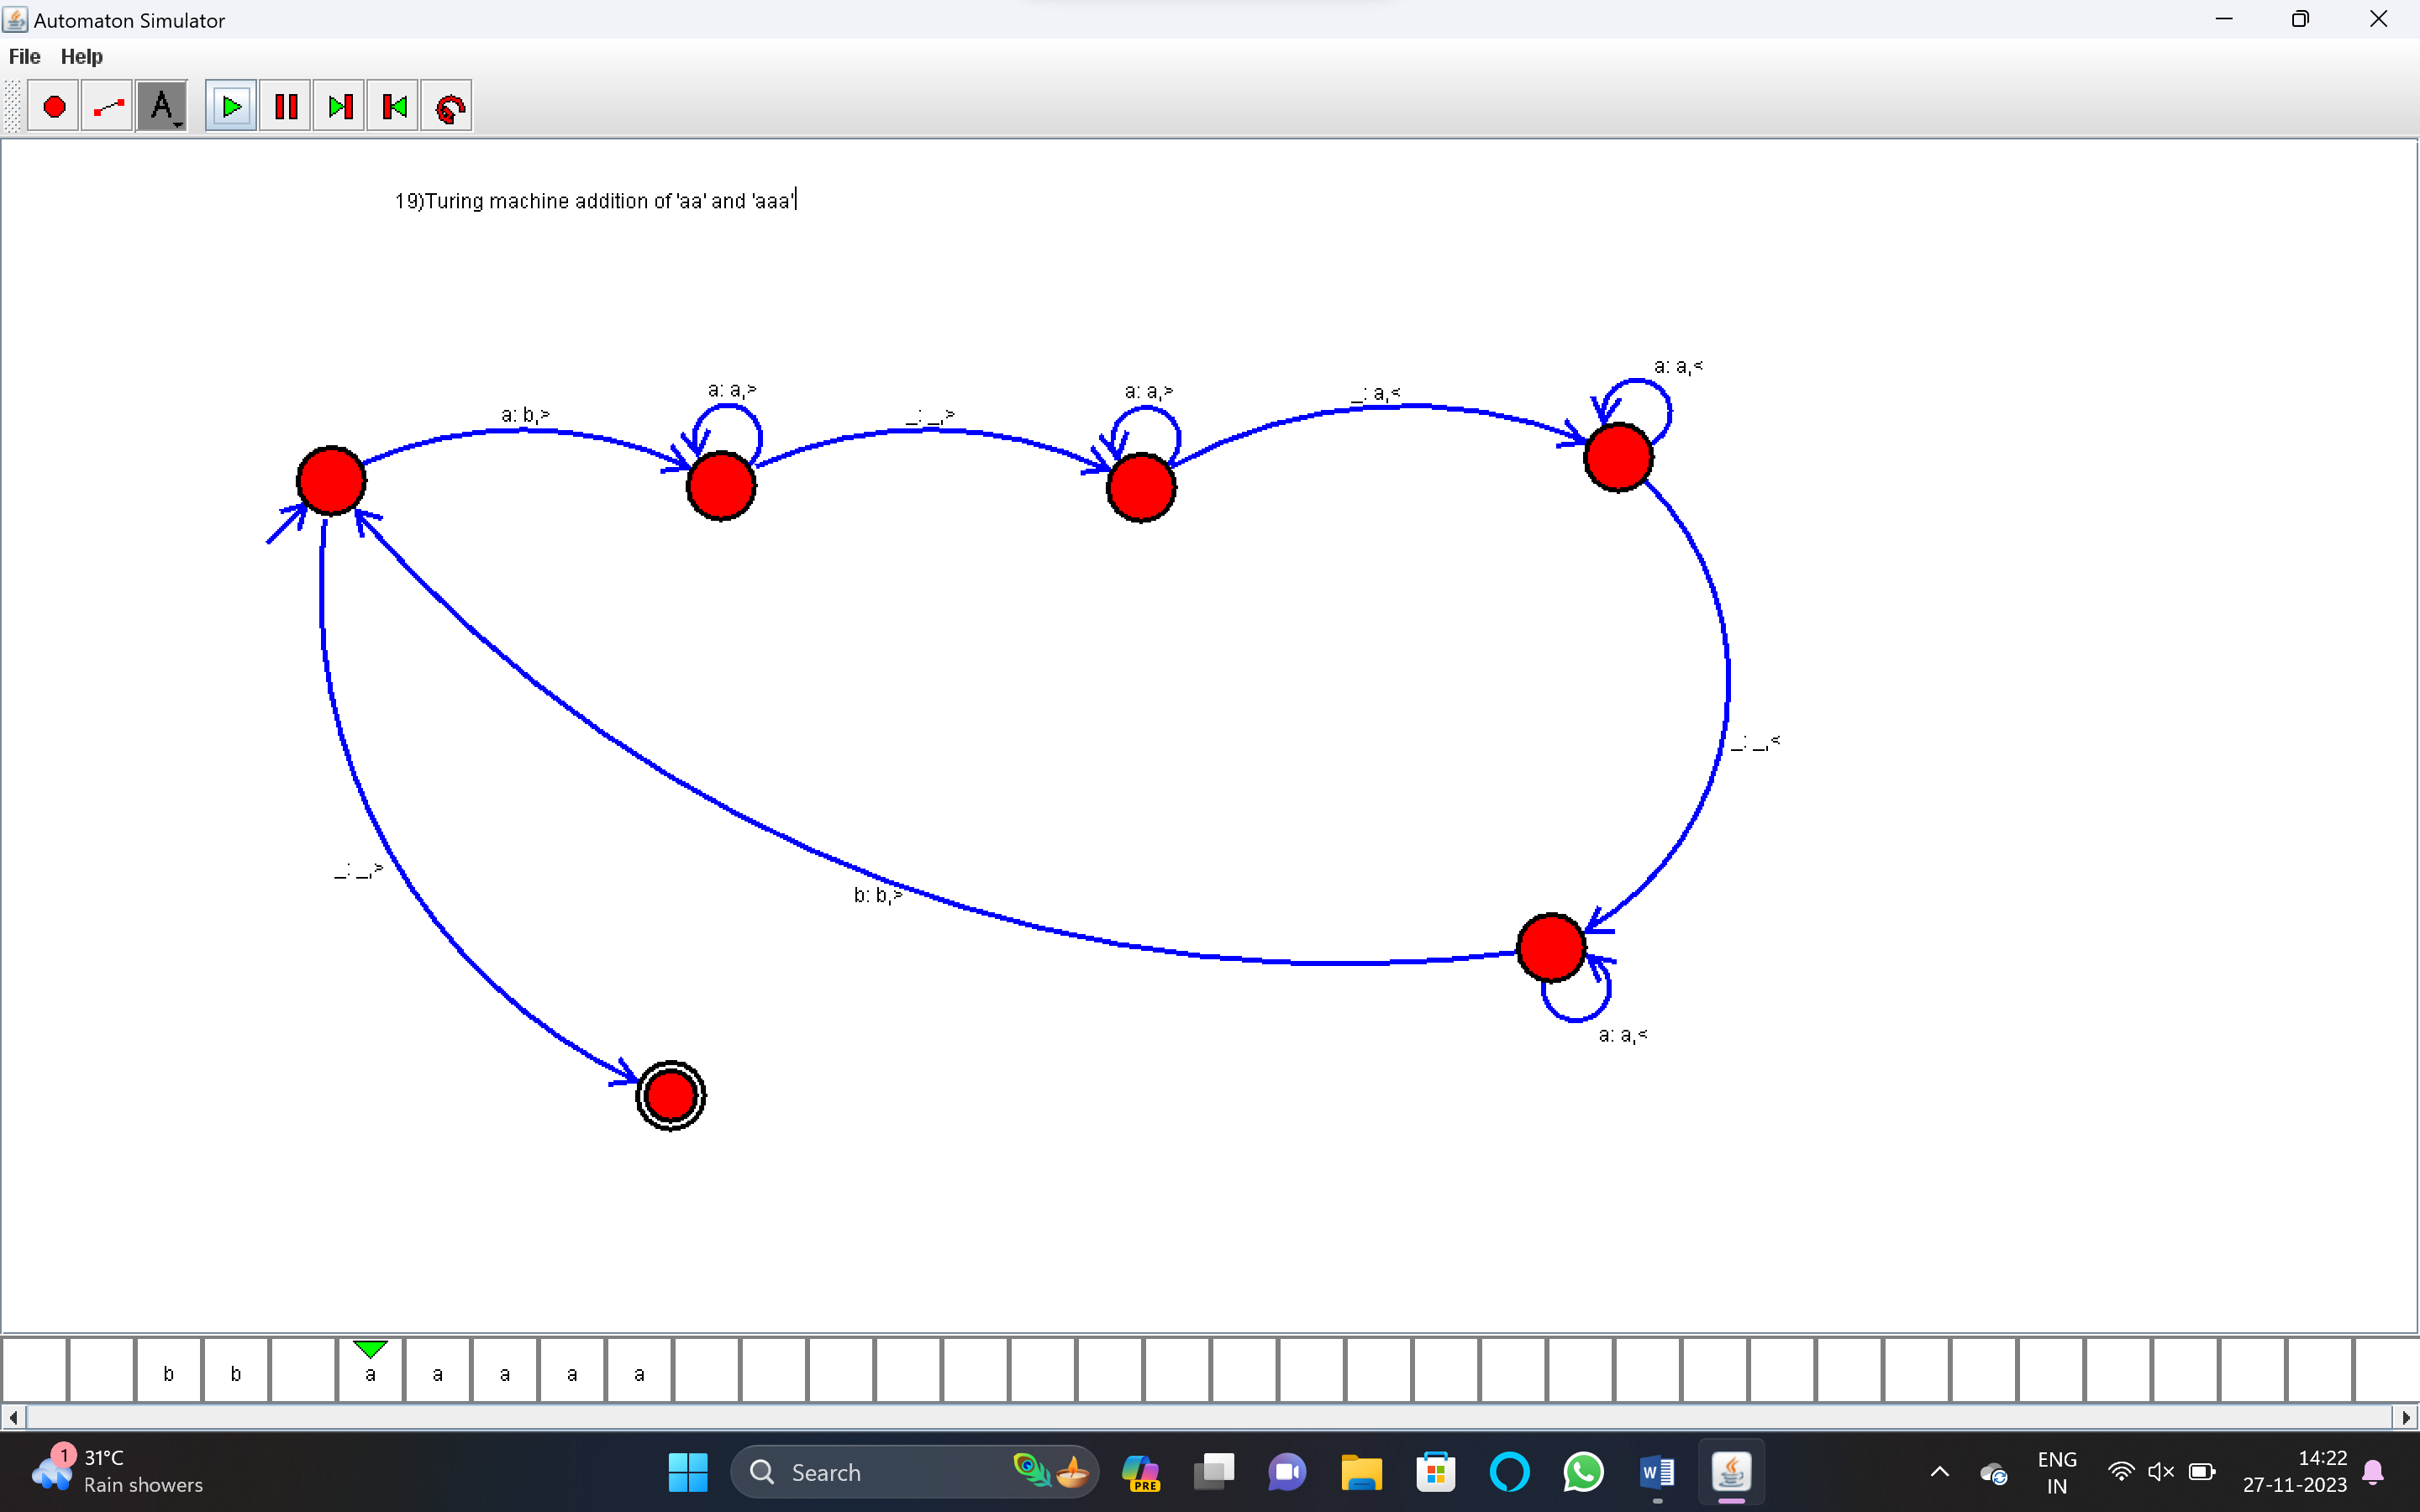 Automaton Simulator
File Help
A
19)Turing machine addition of 'aa' and 'aaa'
a: a,<
a: a,> a: a,> _: a,<
a: b,> _: _,>
_: _,<
_: _,>
b: b,>
a: a,<
b b a a a a a
1 31°C
Rain showers
Search
PRE
W
ENG
IN
14:22
27-11-2023